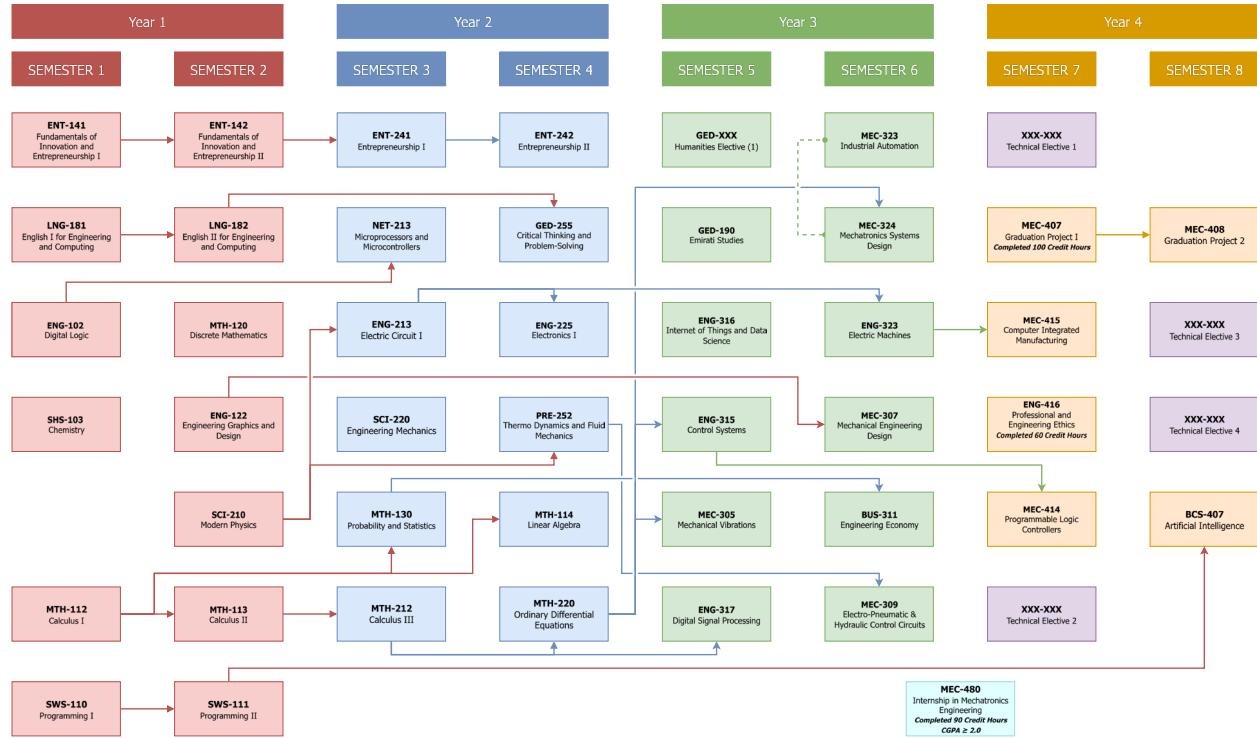 Year 1
Year 2
Year 3
Year 4
SEMESTER 1
SEMESTER 2
SEMESTER 3
SEMESTER 4
SEMESTER 5
SEMESTER 6
SEMESTER 7
SEMESTER 8
ENT-141
Fundamentals of
Innovation and
Entrepreneurship I
ENT-142
Fundamentals of
Innovation and
Entrepreneurship II
ENT-241
Entrepreneurship I
ENT-242
Entrepreneurship II
GED-XXX
Humanities Elective (1)
MEC-323
Industrial Automation
XXX-XXX
Technical Elective 1
LNG-181
English I for Engineering
and Computing
LNG-182
English II for Engineering
and Computing
NET-213
Microprocessors and
Microcontrollers
GED-255
Critical Thinking and
Problem-Solving
GED-190
Emirati Studies
MEC-324
Mechatronics Systems
Design
MEC-407
Graduation Project I
Completed 100 Credit Hours
MEC-408
Graduation Project 2
ENG-102
Digital Logic
MTH-120
Discrete Mathematics
ENG-213
Electric Circuit I
ENG-225
Electronics I
ENG-316
Internet of Things and Data
Science
ENG-323
Electric Machines
MEC-415
Computer Integrated
Manufacturing
XXX-XXX
Technical Elective 3
SHS-103
Chemistry
ENG-122
Engineering Graphics and
Design
SCI-220
Engineering Mechanics
PRE-252
Thermo Dynamics and Fluid
Mechanics
ENG-315
Control Systems
MEC-307
Mechanical Engineering
Design
ENG-416
Professional and
Engineering Ethics
Completed 60 Credit Hours
XXX-XXX
Technical Elective 4
SCI-210
Modern Physics
MTH-130
Probability and Statistics
MTH-114
Linear Algebra
MEC-305
Mechanical Vibrations
BUS-311
Engineering Economy
MEC-414
Programmable Logic
Controllers
BCS-407
Artificial Intelligence
MTH-112
Calculus I
MTH-113
Calculus II
MTH-212
Calculus III
MTH-220
Ordinary Differential
Equations
ENG-317
Digital Signal Processing
MEC-309
Electro-Pneumatic &
Hydraulic Control Circuits
XXX-XXX
Technical Elective 2
SWS-110
Programming I
SWS-111
Programming II
MEC-480
Internship in Mechatronics
Engineering
Completed 90 Credit Hours
CGPA ≥ 2.0